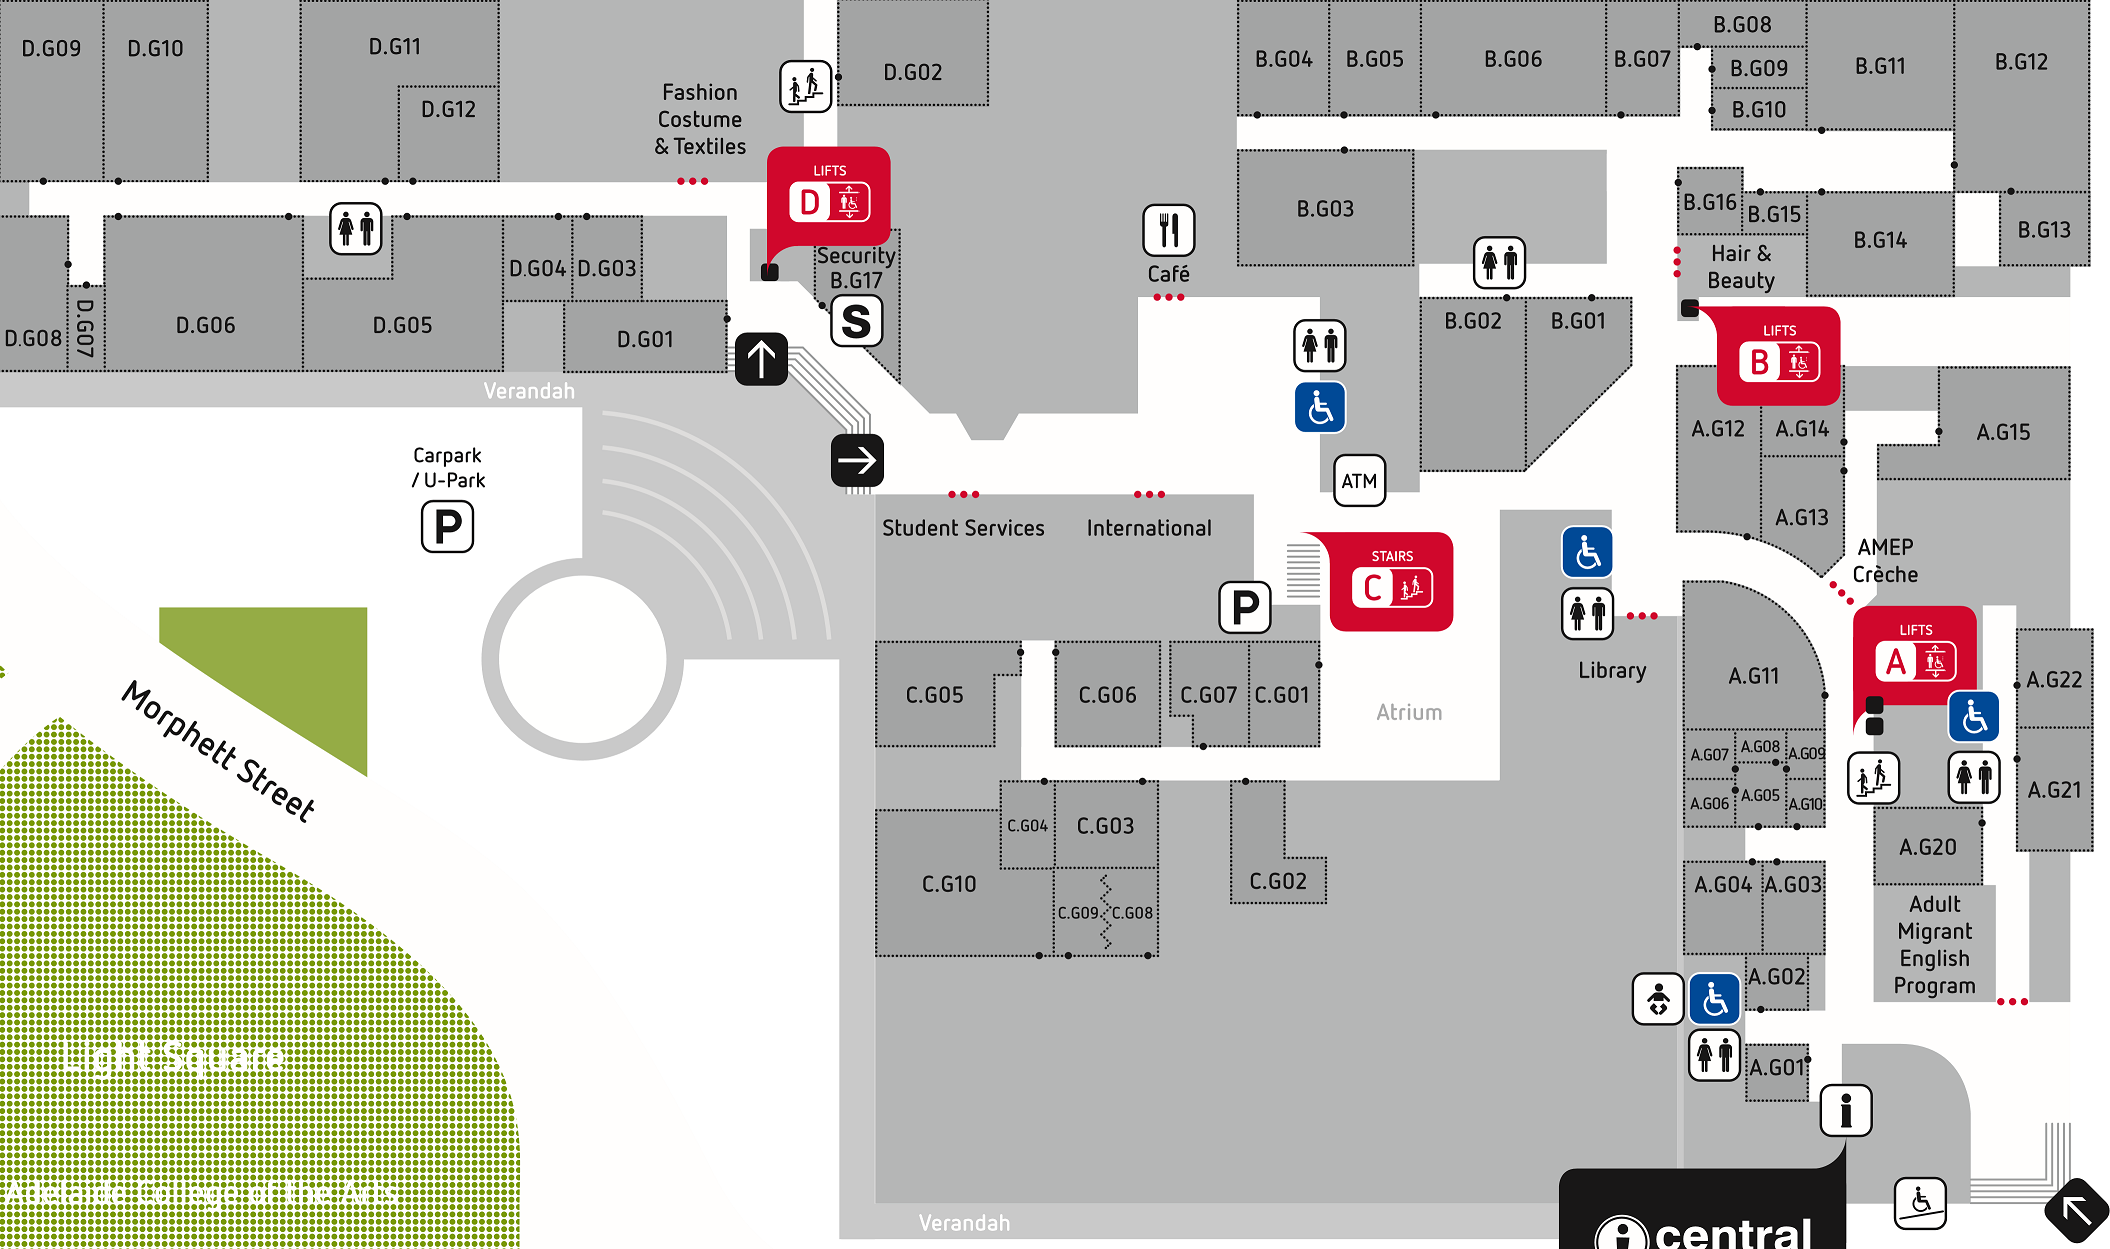 D.G09
D.G10
D.G11
D.G12
D.G02
Fashion
Costume
& Textiles
LIFTS
D
Security
B.G17
S
D.G08
D.G07
D.G06
D.G05
D.G04
D.G03
D.G01
Verandah
Café
B.G04
B.G05
B.G06
B.G07
B.G08
B.G09
B.G10
B.G11
B.G12
B.G03
B.G16
B.G15
B.G14
B.G13
Hair &
Beauty
B.G02
B.G01
LIFTS
B
ATM
A.G12
A.G14
A.G13
A.G15
AMEP
Crèche
Carpark
/ U-Park
P
Student Services
International
STAIRS
C
P
Library
Atrium
LIFTS
A
C.G05
C.G06
C.G07
C.G01
C.G04
C.G03
C.G10
C.G09
C.G08
C.G02
A.G11
A.G07
A.G08
A.G09
A.G06
A.G05
A.G10
A.G04
A.G03
A.G02
A.G01
A.G22
A.G21
A.G20
Adult
Migrant
English
Program
Morphett Street
Light Square
Adelaide College of the Arts
Verandah
i
i central